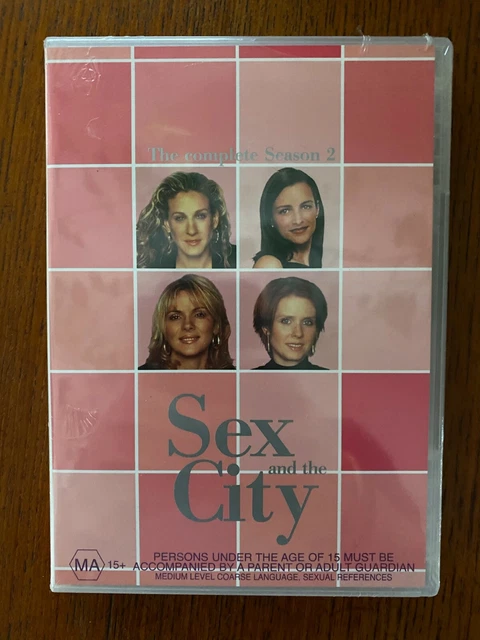 The complete Season 2
Sex
and the
City
MA 15+
PERSONS UNDER THE AGE OF 15 MUST BE
ACCOMPANIED BY A PARENT OR ADULT GUARDIAN
MEDIUM LEVEL COARSE LANGUAGE, SEXUAL REFERENCES